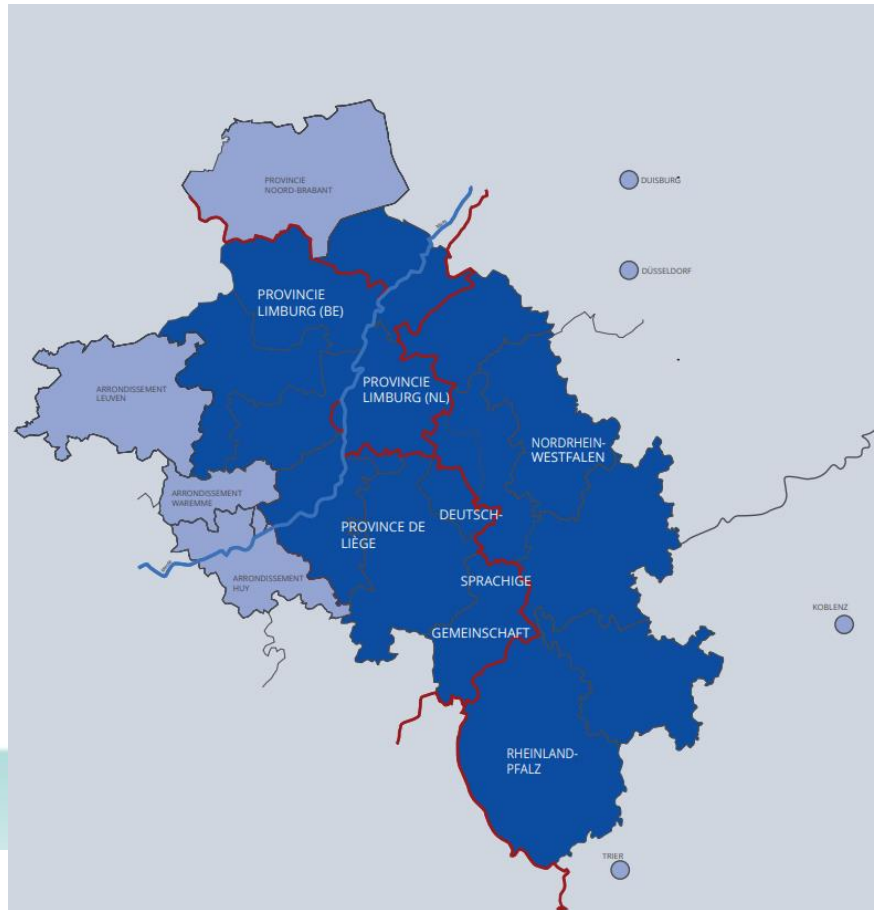 PROVINCIE
NOORD-BRABANT
DUISBURG
DÜSSELDORF
PROVINCIE
LIMBURG (BE)
PROVINCIE
LIMBURG (NL)
ARRONDISSEMENT
LEUVEN
NORDRHEIN-
WESTFALEN
ARRONDISSEMENT
WAREMME
DEUTSCH-
PROVINCE DE
LIÈGE
ARRONDISSEMENT
HUY
SPRACHIGE
KOBLENZ
GEMEINSCHAFT
RHEINLAND-
PFALZ
TRIER